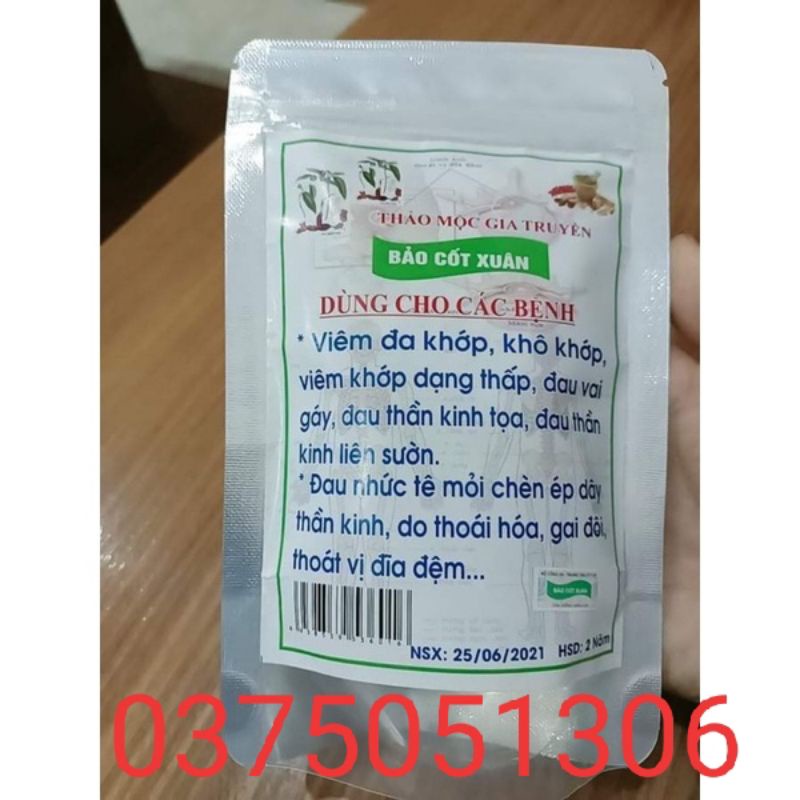 THẢO MỘC GIA TRUYỀN
BẢO CỐT XUÂN
DÙNG CHO CÁC BỆNH
* Viêm đa khớp, khô khớp,
viêm khớp dạng thấp, đau vai
gáy, đau thần kinh tọa, đau thần
kinh liên sườn.
* Đau nhức tê mỏi chèn ép dây
thần kinh, do thoái hóa, gai đôi,
thoát vị đĩa đệm...
BẢO CỐT XUÂN
NSX: 25/06/2021 HSD: 2 Năm
0375051306